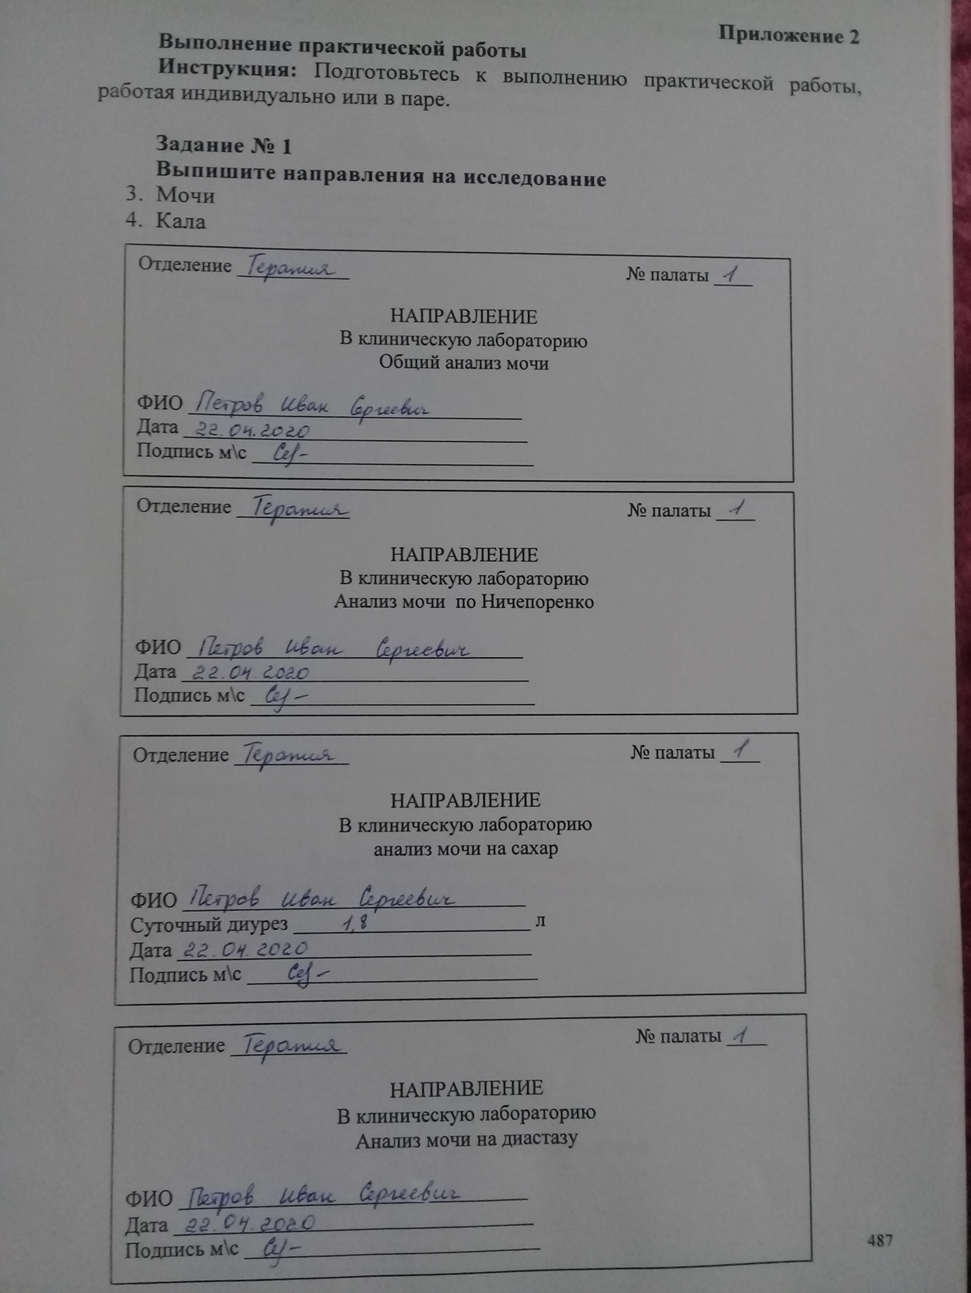 Приложение 2
Выполнение практической работы
Инструкция: Подготовьтесь к выполнению практической работы,
работая индивидуально или в паре.
Задание № 1
Выпишите направления на исследование
3. Мочи
4. Кала
Отделение Терапия № палаты 1
НАПРАВЛЕНИЕ
В клиническую лабораторию
Общий анализ мочи
ФИО Петров Иван Сергеевич
Дата 22.04.2020
Подпись м\с
Отделение Терапия № палаты 1
НАПРАВЛЕНИЕ
В клиническую лабораторию
Анализ мочи по Ничепоренко
ФИО Петров Иван Сергеевич
Дата 22.04.2020
Подпись м\с
Отделение Терапия № палаты 1
НАПРАВЛЕНИЕ
В клиническую лабораторию
анализ мочи на сахар
ФИО Петров Иван Сергеевич
Суточный диурез 1,8 л
Дата 22.04.2020
Подпись м\с
Отделение Терапия № палаты 1
НАПРАВЛЕНИЕ
В клиническую лабораторию
Анализ мочи на диастазу
ФИО Петров Иван Сергеевич
Дата 22.04.2020
Подпись м\с
487